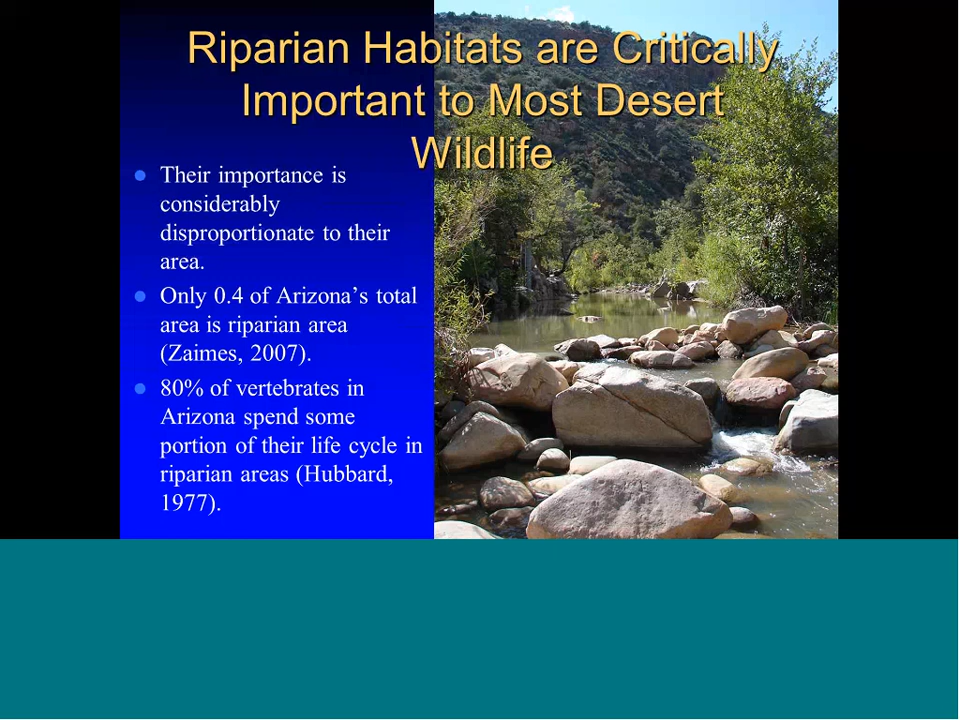 Riparian Habitats are Critically
Important to Most Desert
Wildlife
Their importance is
considerably
disproportionate to their
area.
Only 0.4 of Arizona's total
area is riparian area
(Zaimes, 2007).
80% of vertebrates in
Arizona spend some
portion of their life cycle in
riparian areas (Hubbard,
1977).